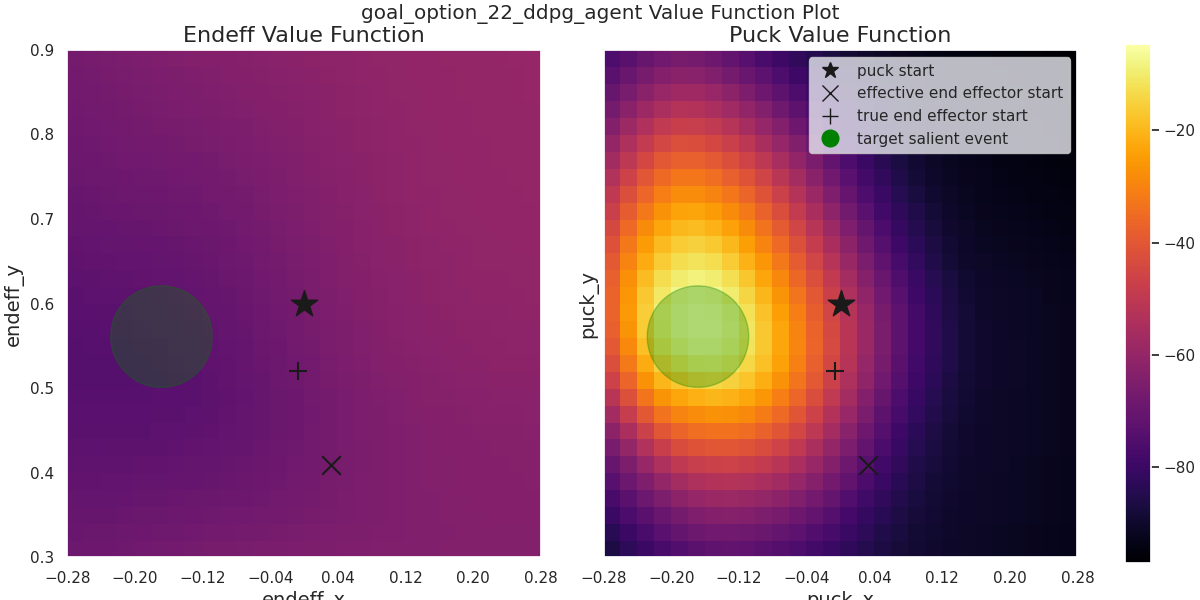 goal_option_22_ddpg_agent Value Function Plot
Endeff Value Function
Puck Value Function
0.9
0.8
0.7
0.6
0.5
0.4
0.3
endeff_y
−0.28 −0.20 −0.12 −0.04 0.04 0.12 0.20 0.28
endeff_x
puck_y
puck start
effective end effector start
true end effector start
target salient event
−0.28 −0.20 −0.12 −0.04 0.04 0.12 0.20 0.28
puck_x
−20
−40
−60
−80